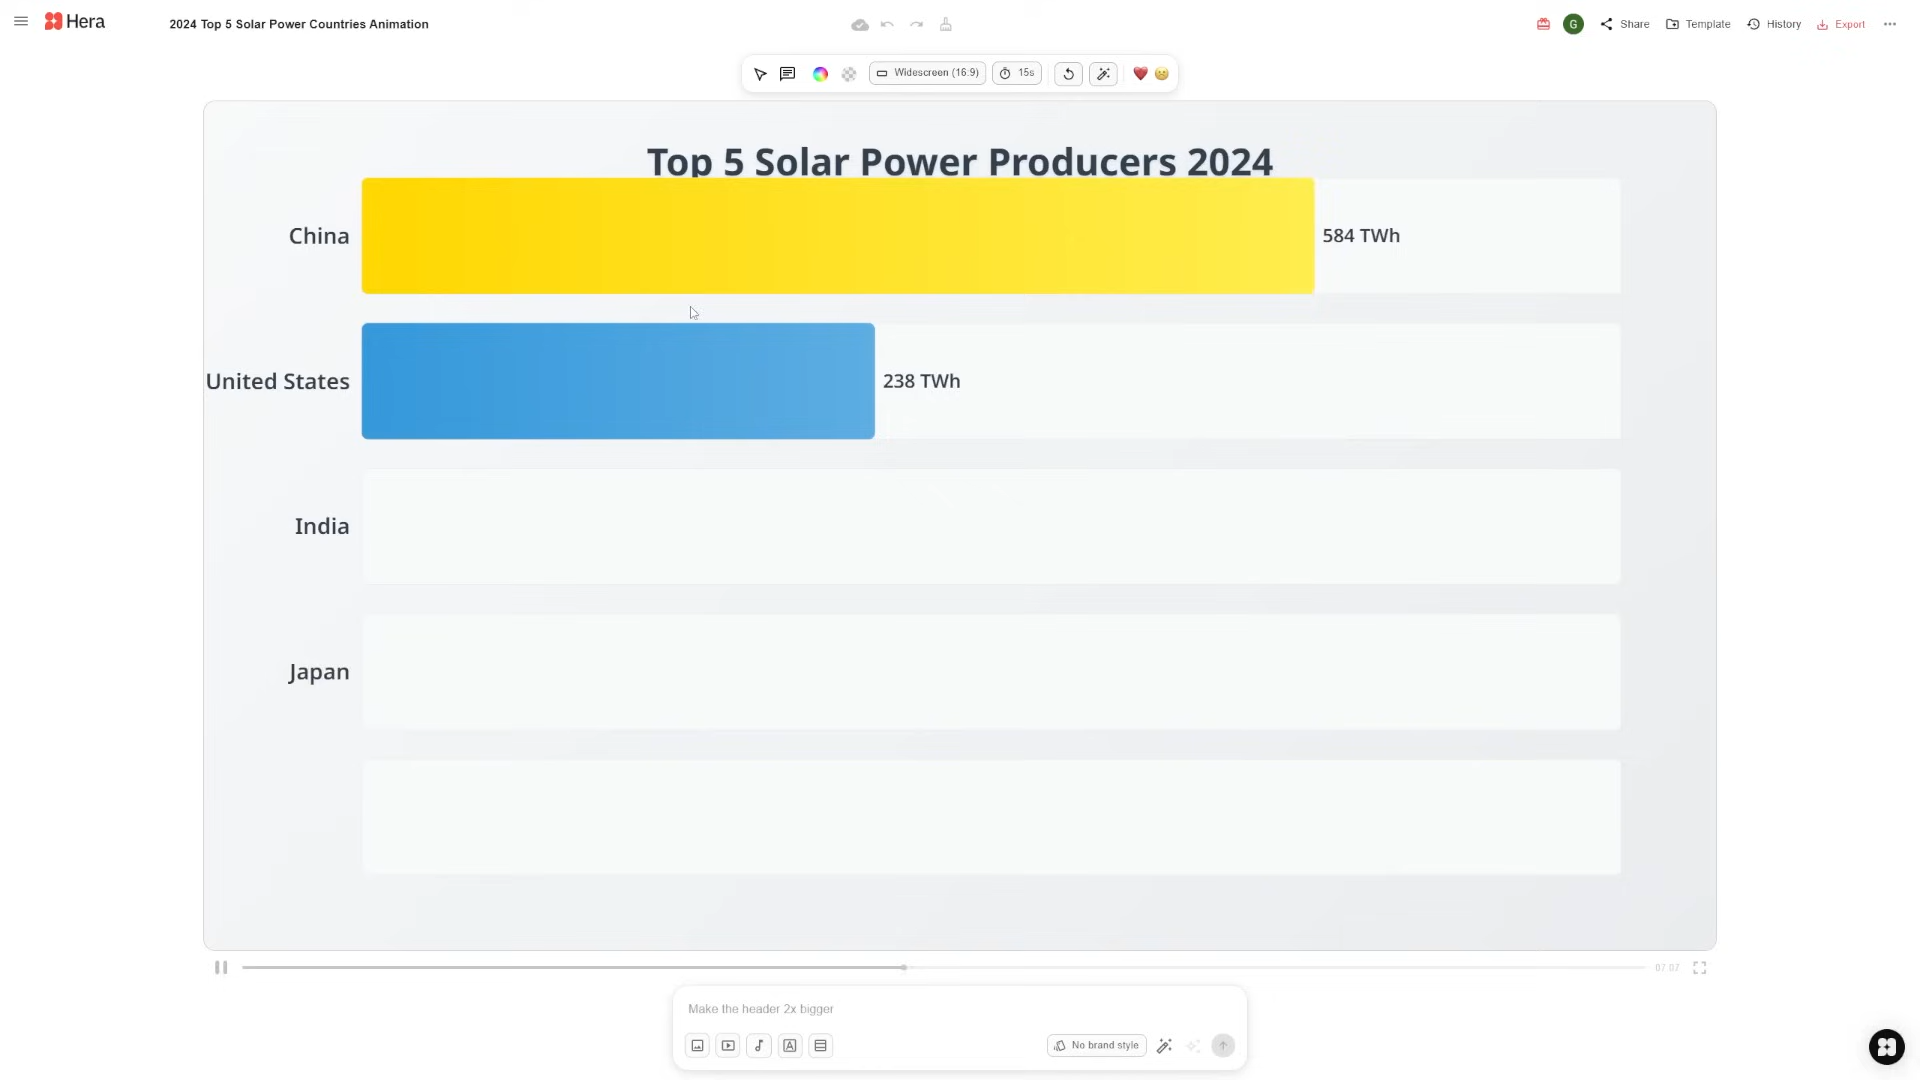 Hera
2024 Top 5 Solar Power Countries Animation
G
Share
Template
History
Export
Widescreen (16:9)
15s
Top 5 Solar Power Producers 2024
China
584 TWh
United States
238 TWh
India
Japan
07:07
Make the header 2x bigger
No brand style